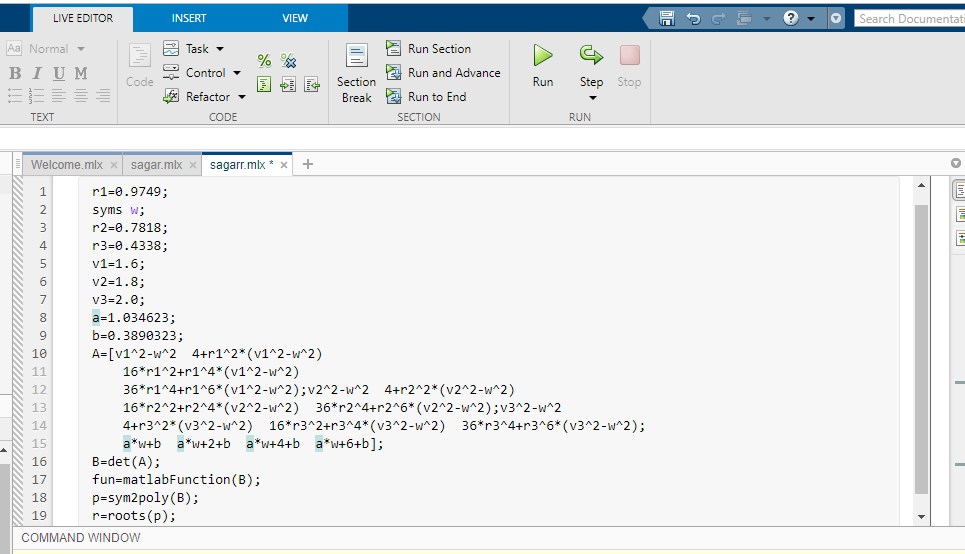 LIVE EDITOR INSERT VIEW
Search Documentat
Aa Normal
B I U M
Code
Task
Control
Refactor
Section
Break
Run Section
Run and Advance
Run to End
Run
Step
Stop
TEXT CODE SECTION RUN
Welcome.mlx × sagar.mlx × sagarr.mlx * × +
1 r1=0.9749;
2 syms w;
3 r2=0.7818;
4 r3=0.4338;
5 v1=1.6;
6 v2=1.8;
7 v3=2.0;
8 a=1.034623;
9 b=0.3890323;
10 A=[v1^2-w^2 4+r1^2*(v1^2-w^2)
11 16*r1^2+r1^4*(v1^2-w^2)
12 36*r1^4+r1^6*(v1^2-w^2);v2^2-w^2 4+r2^2*(v2^2-w^2)
13 16*r2^2+r2^4*(v2^2-w^2) 36*r2^4+r2^6*(v2^2-w^2);v3^2-w^2
14 4+r3^2*(v3^2-w^2) 16*r3^2+r3^4*(v3^2-w^2) 36*r3^4+r3^6*(v3^2-w^2);
15 a*w+b a*w+2+b a*w+4+b a*w+6+b];
16 B=det(A);
17 fun=matlabFunction(B);
18 p=sym2poly(B);
19 r=roots(p);
COMMAND WINDOW